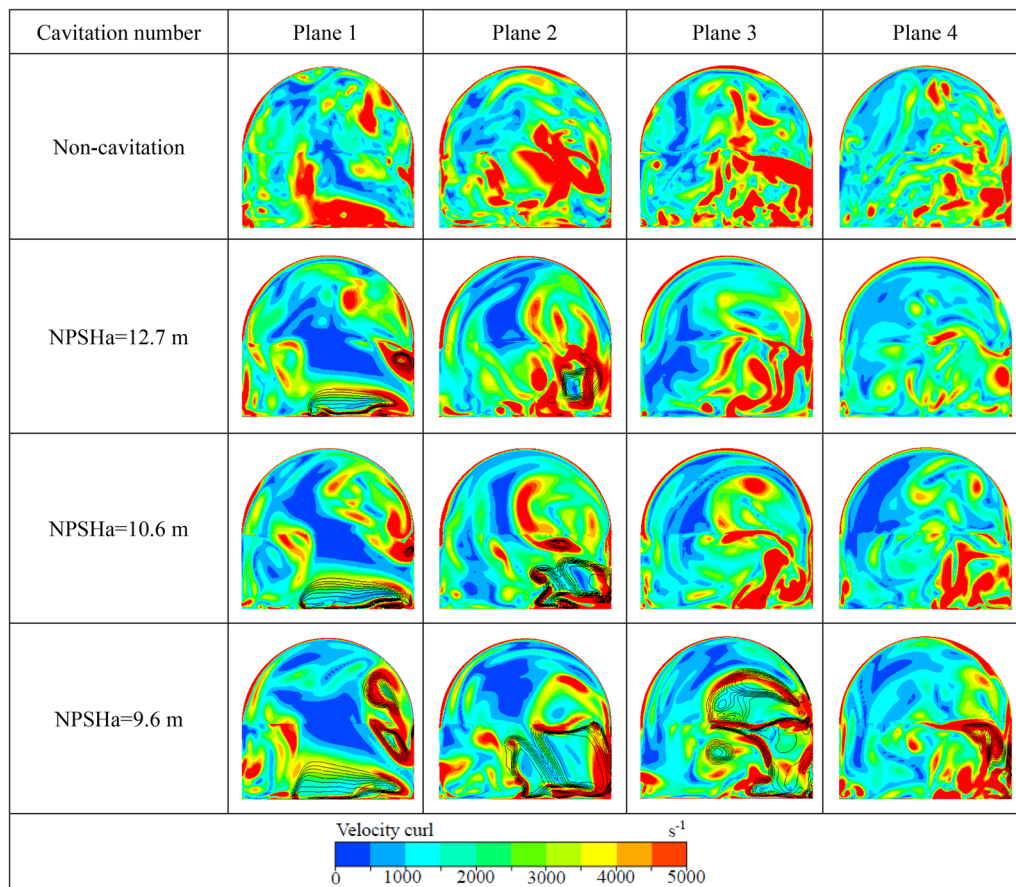 Cavitation number Plane 1 Plane 2 Plane 3 Plane 4
Non-cavitation
NPSHa=12.7 m
NPSHa=10.6 m
NPSHa=9.6 m
Velocity curl s⁻¹
0 1000 2000 3000 4000 5000